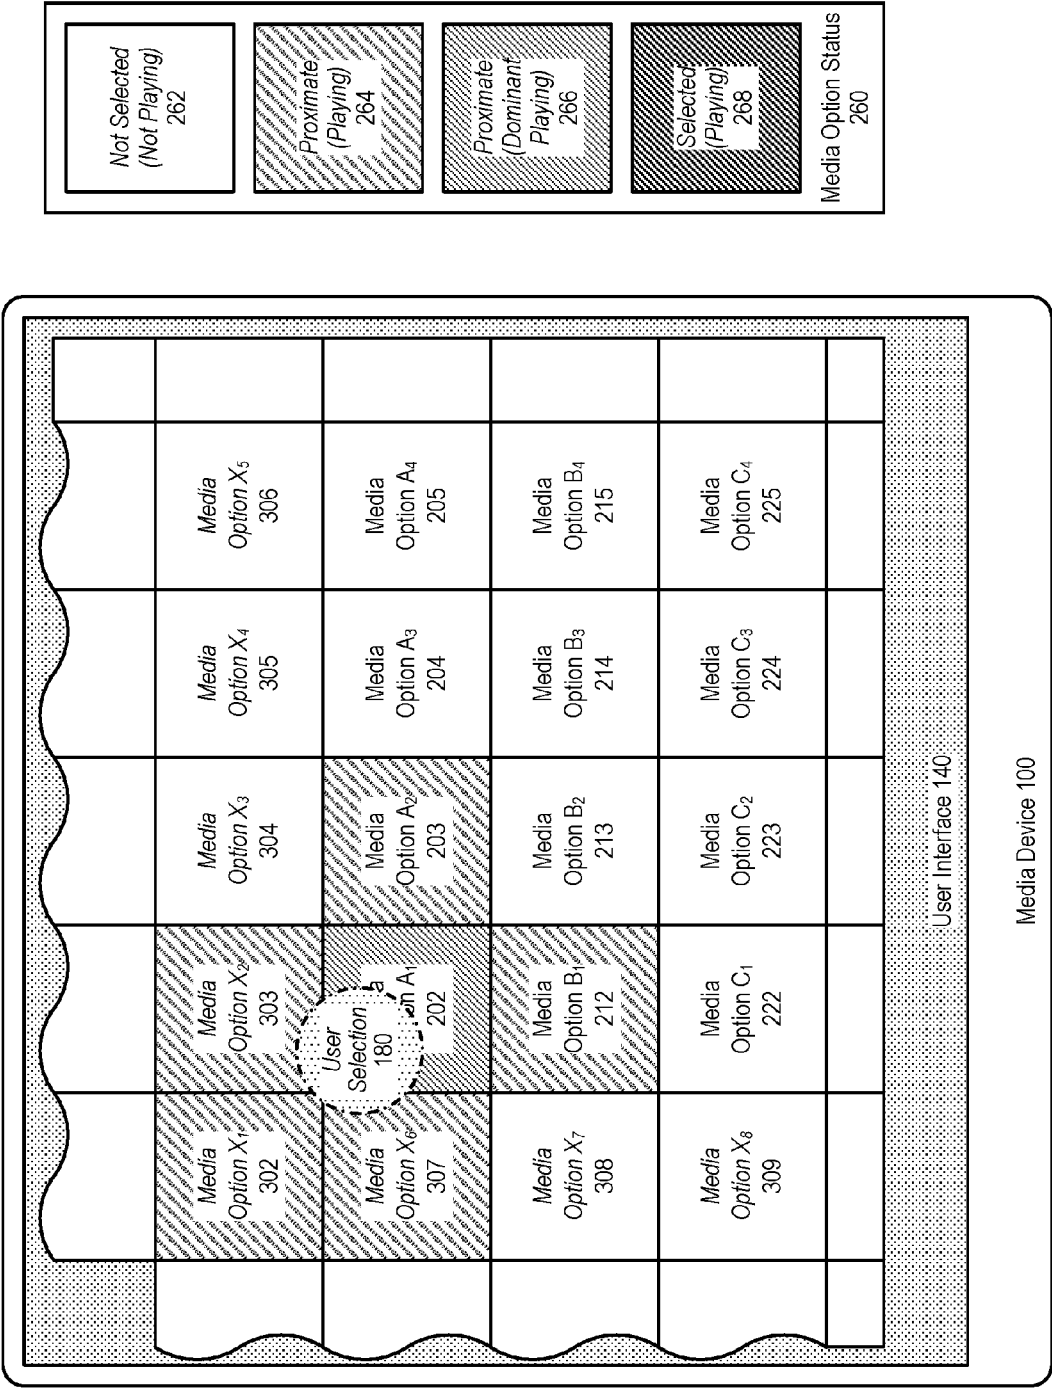 Media
Option X₁
302
Media
Option X₂
303
Media
Option X₃
304
Media
Option X₄
305
Media
Option X₅
306
Media
Option X₆
307
User
Selection
180
a
n A₁
202
Media
Option A₂
203
Media
Option A₃
204
Media
Option A₄
205
Media
Option X₇
308
Media
Option B₁
212
Media
Option B₂
213
Media
Option B₃
214
Media
Option B₄
215
Media
Option X₈
309
Media
Option C₁
222
Media
Option C₂
223
Media
Option C₃
224
Media
Option C₄
225
User Interface 140
Media Device 100
Not Selected
(Not Playing)
262
Proximate
(Playing)
264
Proximate
(Dominant
Playing)
266
Selected
(Playing)
268
Media Option Status
260